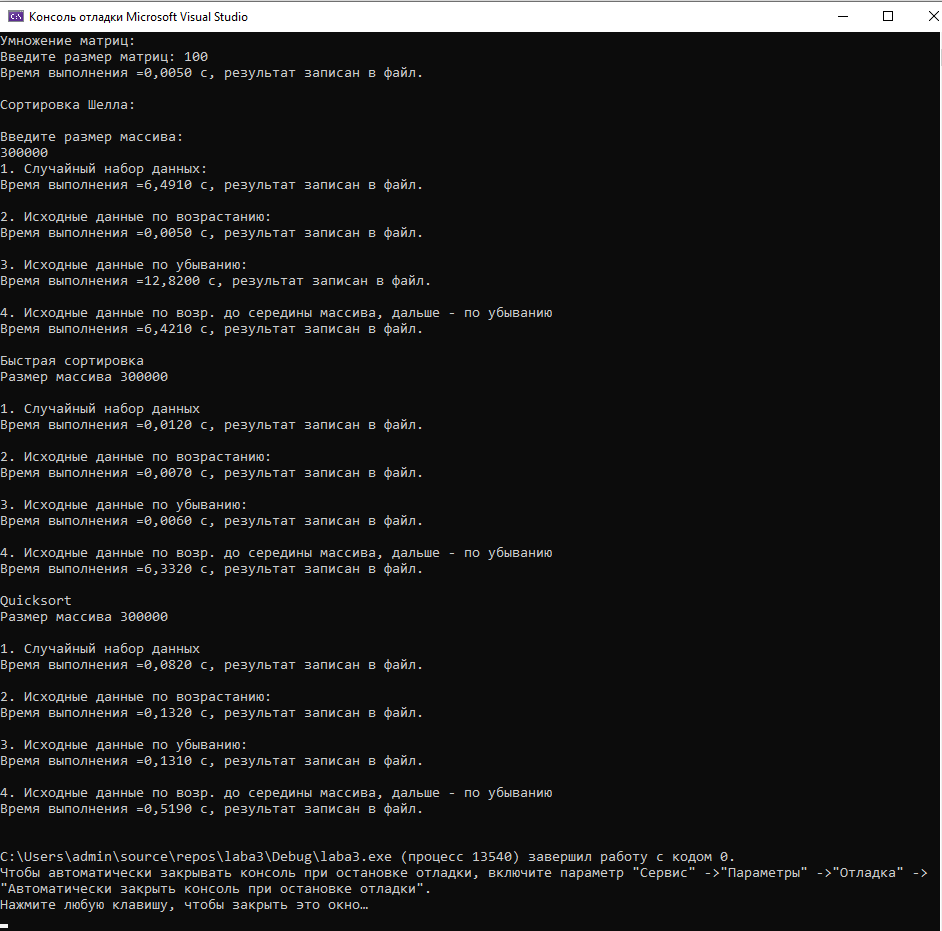 Консоль отладки Microsoft Visual Studio
Умножение матриц:
Введите размер матриц: 100
Время выполнения =0,0050 с, результат записан в файл.
Сортировка Шелла:
Введите размер массива:
300000
1. Случайный набор данных:
Время выполнения =6,4910 с, результат записан в файл.
2. Исходные данные по возрастанию:
Время выполнения =0,0050 с, результат записан в файл.
3. Исходные данные по убыванию:
Время выполнения =12,8200 с, результат записан в файл.
4. Исходные данные по возр. до середины массива, дальше - по убыванию
Время выполнения =6,4210 с, результат записан в файл.
Быстрая сортировка
Размер массива 300000
1. Случайный набор данных
Время выполнения =0,0120 с, результат записан в файл.
2. Исходные данные по возрастанию:
Время выполнения =0,0070 с, результат записан в файл.
3. Исходные данные по убыванию:
Время выполнения =0,0060 с, результат записан в файл.
4. Исходные данные по возр. до середины массива, дальше - по убыванию
Время выполнения =6,3320 с, результат записан в файл.
Quicksort
Размер массива 300000
1. Случайный набор данных
Время выполнения =0,0820 с, результат записан в файл.
2. Исходные данные по возрастанию:
Время выполнения =0,1320 с, результат записан в файл.
3. Исходные данные по убыванию:
Время выполнения =0,1310 с, результат записан в файл.
4. Исходные данные по возр. до середины массива, дальше - по убыванию
Время выполнения =0,5190 с, результат записан в файл.
C:\Users\admin\source\repos\laba3\Debug\laba3.exe (процесс 13540) завершил работу с кодом 0.
Чтобы автоматически закрывать консоль при остановке отладки, включите параметр "Сервис" ->"Параметры" ->"Отладка" ->
"Автоматически закрыть консоль при остановке отладки".
Нажмите любую клавишу, чтобы закрыть это окно…